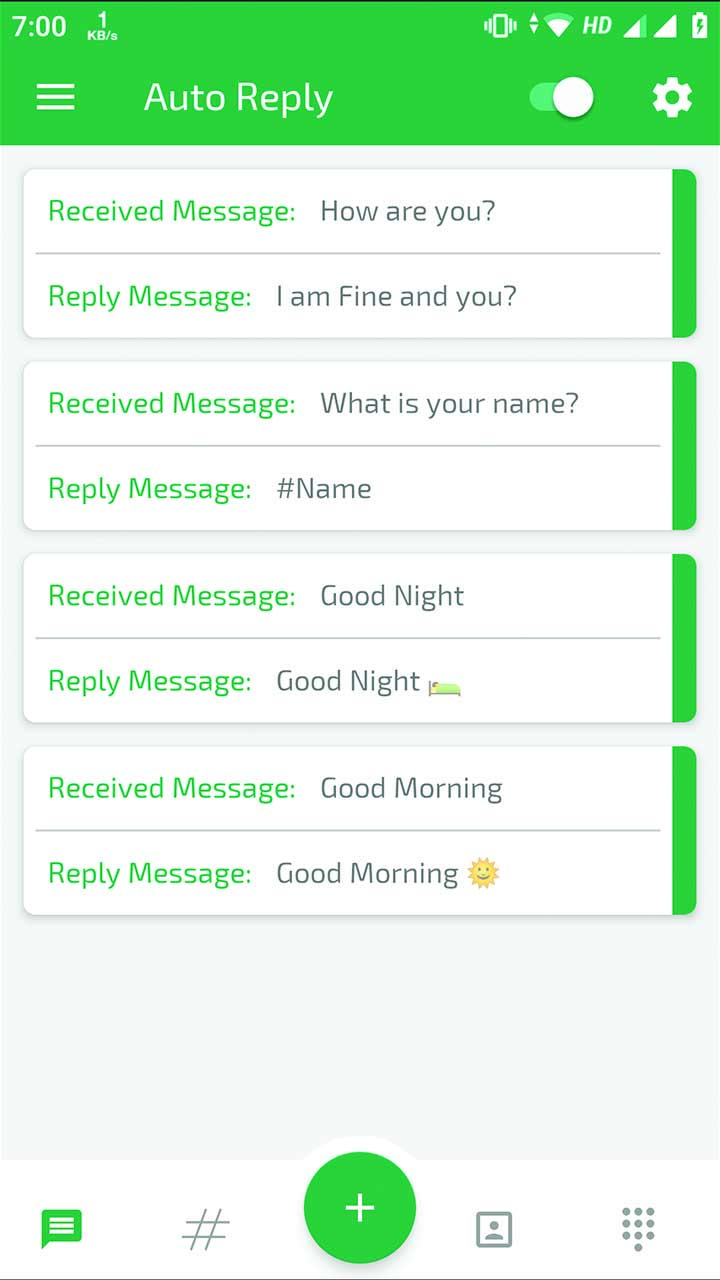 7:00 1 KB/s HD
Auto Reply
Received Message: How are you?
Reply Message: I am Fine and you?
Received Message: What is your name?
Reply Message: #Name
Received Message: Good Night
Reply Message: Good Night 🛌
Received Message: Good Morning
Reply Message: Good Morning 🌞
#
+